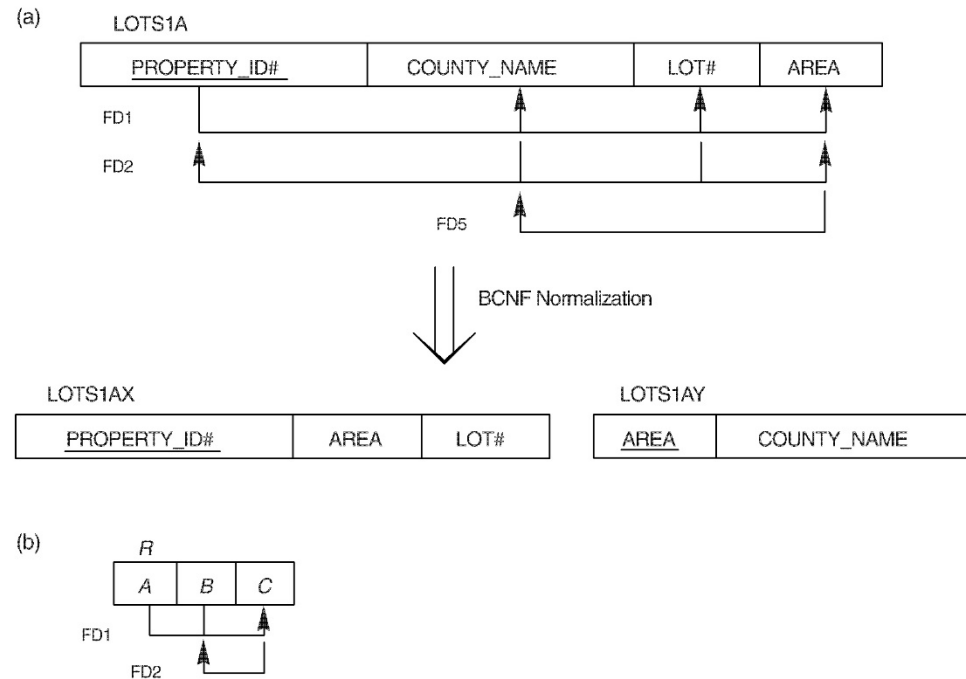 (a)
LOTS1A
PROPERTY_ID# COUNTY_NAME LOT# AREA
FD1
FD2
FD5
BCNF Normalization
LOTS1AX LOTS1AY
PROPERTY_ID# AREA LOT# AREA COUNTY_NAME
(b)
R
A B C
FD1
FD2